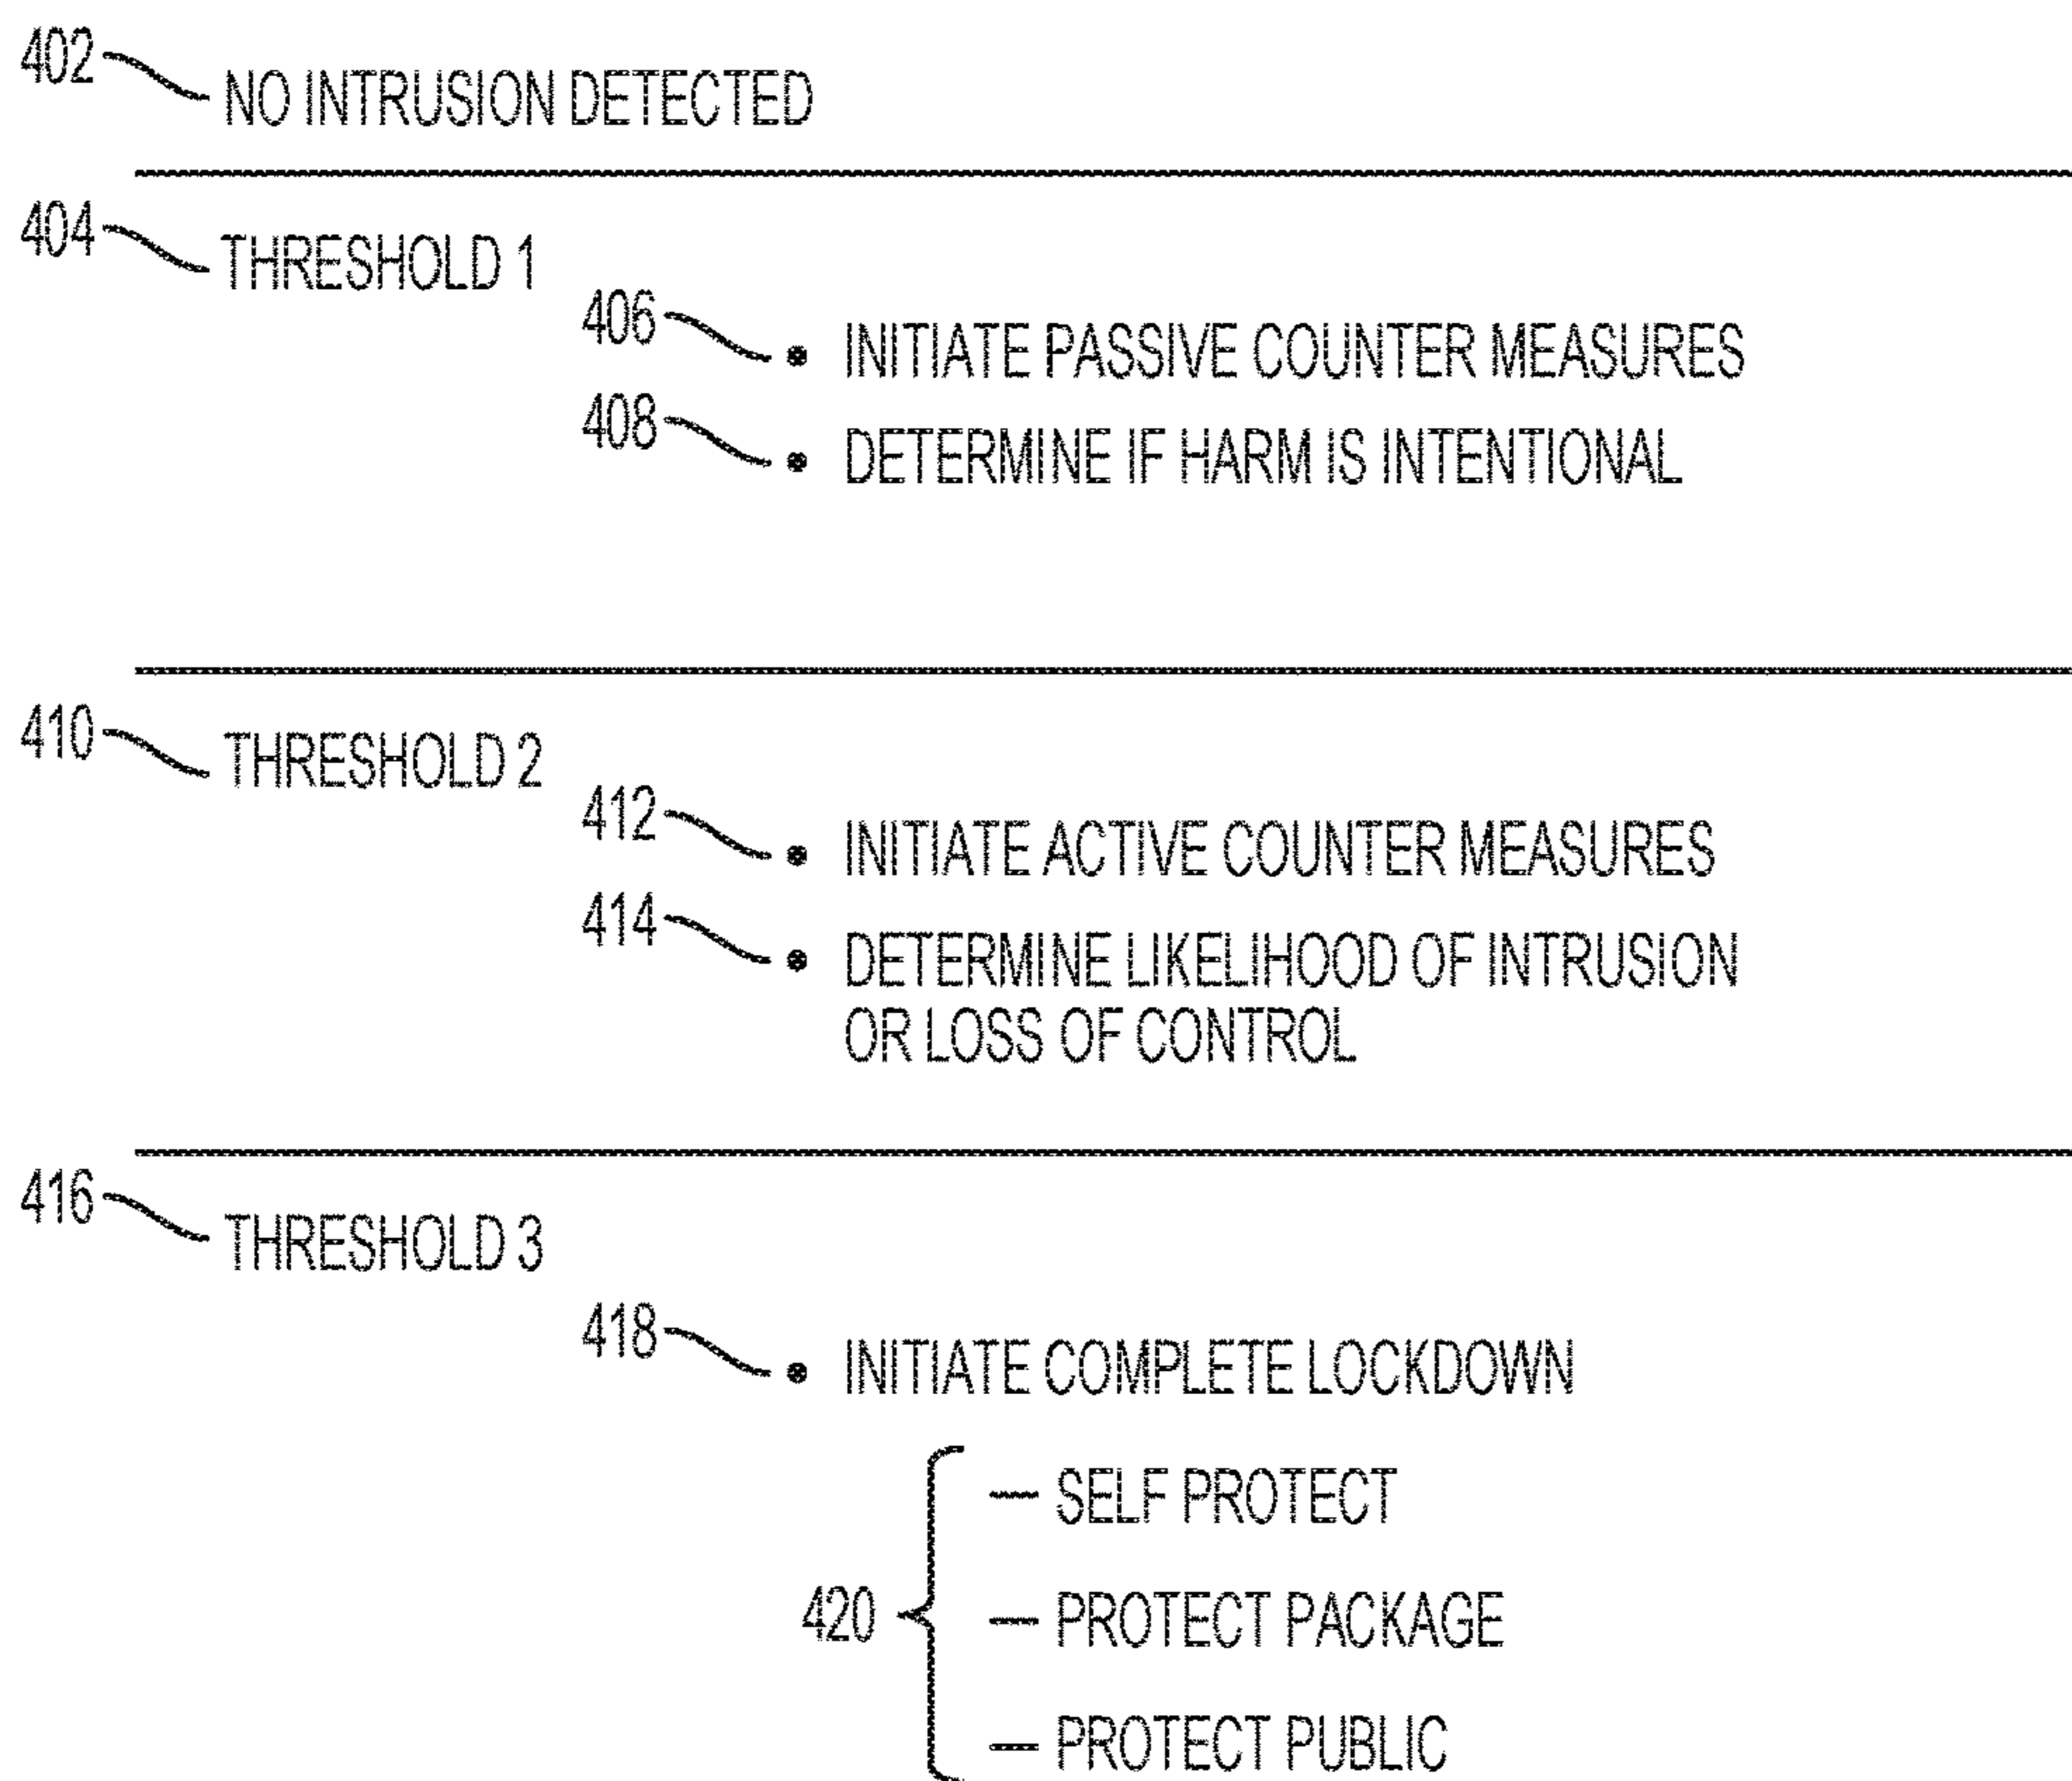 402
NO INTRUSION DETECTED
404
THRESHOLD 1
406
• INITIATE PASSIVE COUNTER MEASURES
408
• DETERMINE IF HARM IS INTENTIONAL
410
THRESHOLD 2
412
• INITIATE ACTIVE COUNTER MEASURES
414
• DETERMINE LIKELIHOOD OF INTRUSION
OR LOSS OF CONTROL
416
THRESHOLD 3
418
• INITIATE COMPLETE LOCKDOWN
— SELF PROTECT
420
— PROTECT PACKAGE
— PROTECT PUBLIC